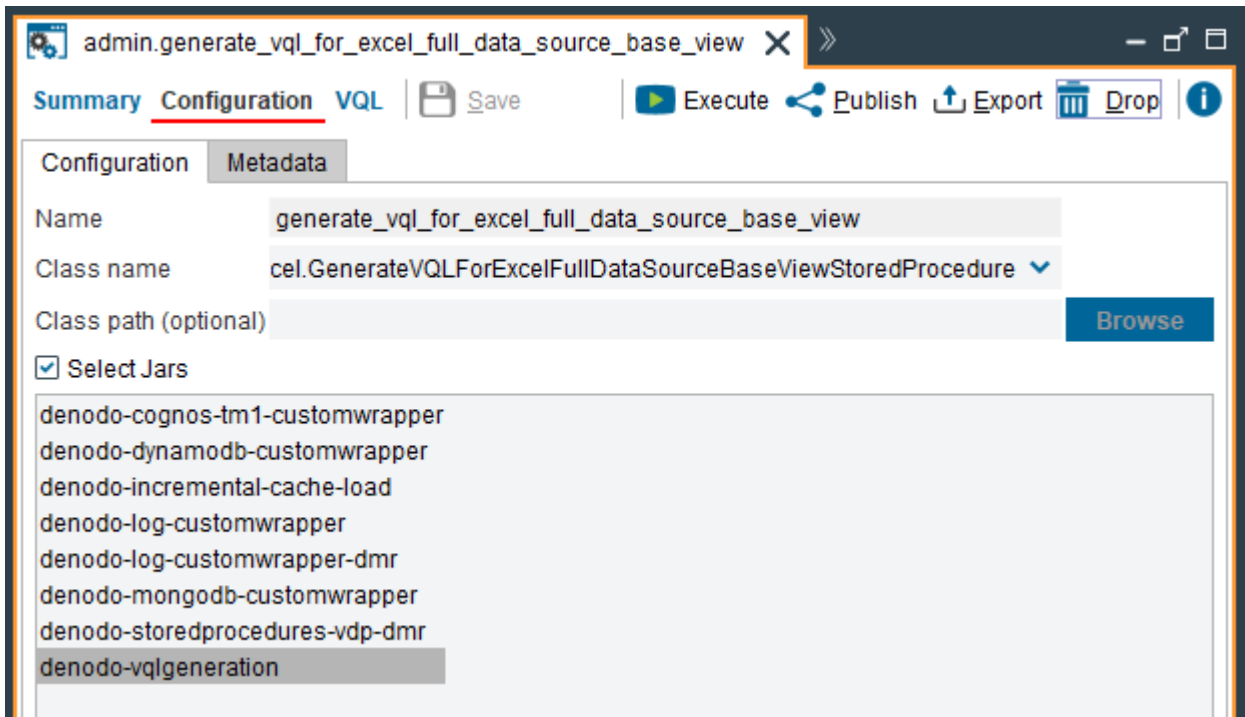 admin.generate_vql_for_excel_full_data_source_base_view
Summary Configuration VQL Save Execute Publish Export Drop
Configuration Metadata
Name generate_vql_for_excel_full_data_source_base_view
Class name cel.GenerateVQLForExcelFullDataSourceBaseViewStoredProcedure
Class path (optional) Browse
Select Jars
denodo-cognos-tm1-customwrapper
denodo-dynamodb-customwrapper
denodo-incremental-cache-load
denodo-log-customwrapper
denodo-log-customwrapper-dmr
denodo-mongodb-customwrapper
denodo-storedprocedures-vdp-dmr
denodo-vqlgeneration